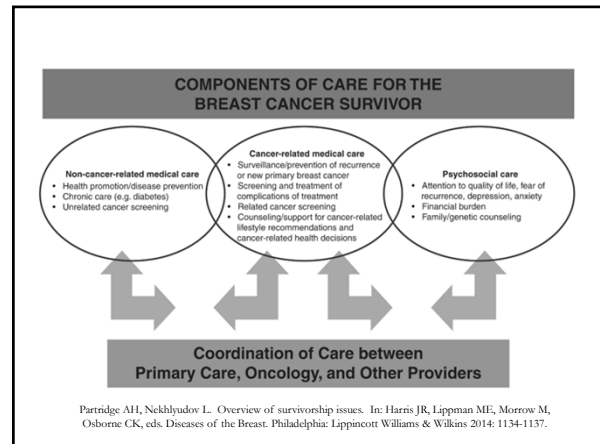 COMPONENTS OF CARE FOR THE
BREAST CANCER SURVIVOR
Non-cancer-related medical care
• Health promotion/disease prevention
• Chronic care (e.g. diabetes)
• Unrelated cancer screening
Cancer-related medical care
• Surveillance/prevention of recurrence
or new primary breast cancer
• Screening and treatment of
complications of treatment
• Related cancer screening
• Counseling/support for cancer-related
lifestyle recommendations and
cancer-related health decisions
Psychosocial care
• Attention to quality of life, fear of
recurrence, depression, anxiety
• Financial burden
• Family/genetic counseling
Coordination of Care between
Primary Care, Oncology, and Other Providers
Partridge AH, Nekhlyudov L. Overview of survivorship issues. In: Harris JR, Lippman ME, Morrow M,
Osborne CK, eds. Diseases of the Breast. Philadelphia: Lippincott Williams & Wilkins 2014: 1134-1137.